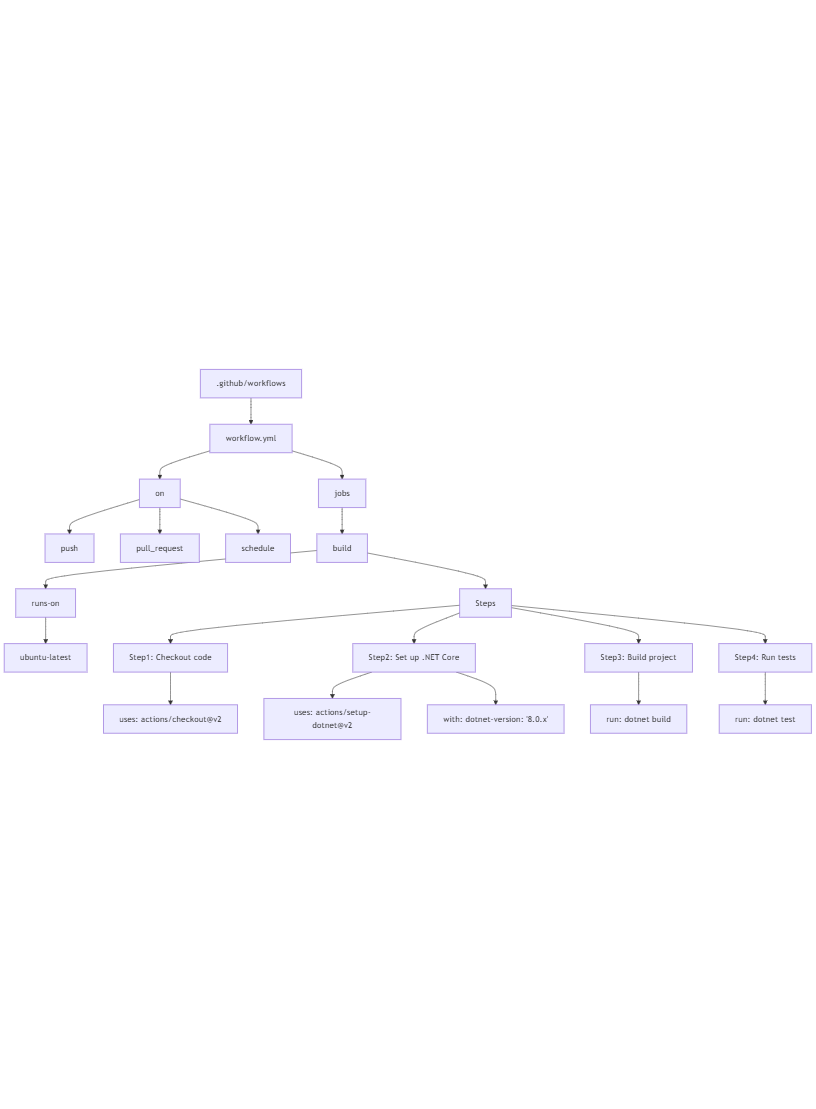 .github/workflows
workflow.yml
on
jobs
push
pull_request
schedule
build
runs-on
Steps
ubuntu-latest
Step1: Checkout code
Step2: Set up .NET Core
Step3: Build project
Step4: Run tests
uses: actions/checkout@v2
uses: actions/setup-
dotnet@v2
with: dotnet-version: '8.0.x'
run: dotnet build
run: dotnet test